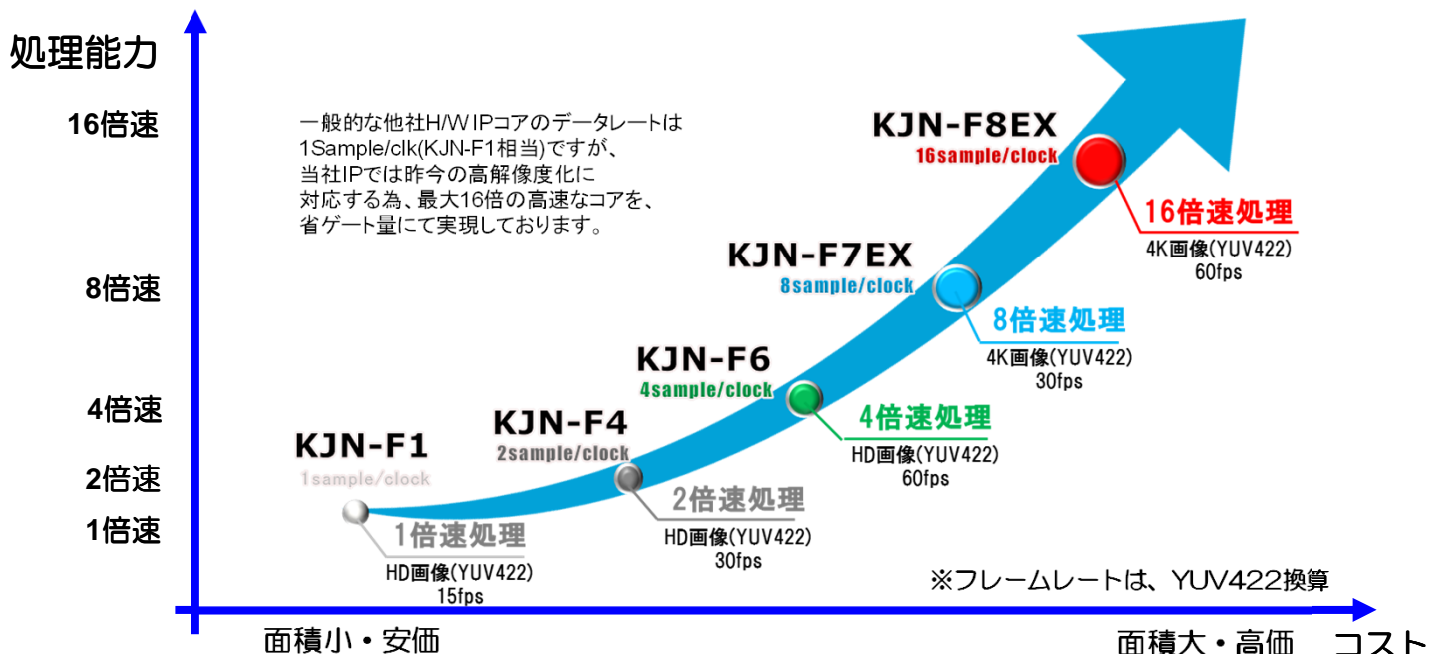 処理能力
16倍速
8倍速
4倍速
2倍速
1倍速
一般的な他社H/W IPコアのデータレートは
1Sample/clk(KJN-F1相当)ですが、
当社IPでは昨今の高解像度化に
対応する為、最大16倍の高速なコアを、
省ゲート量にて実現しております。
KJN-F8EX
16sample/clock
16倍速処理
4K画像(YUV422)
60fps
KJN-F7EX
8sample/clock
8倍速処理
4K画像(YUV422)
30fps
KJN-F6
4sample/clock
4倍速処理
HD画像(YUV422)
60fps
KJN-F4
2sample/clock
2倍速処理
HD画像(YUV422)
30fps
KJN-F1
1sample/clock
1倍速処理
HD画像(YUV422)
15fps
※フレームレートは、YUV422換算
面積小・安価
面積大・高価
コスト